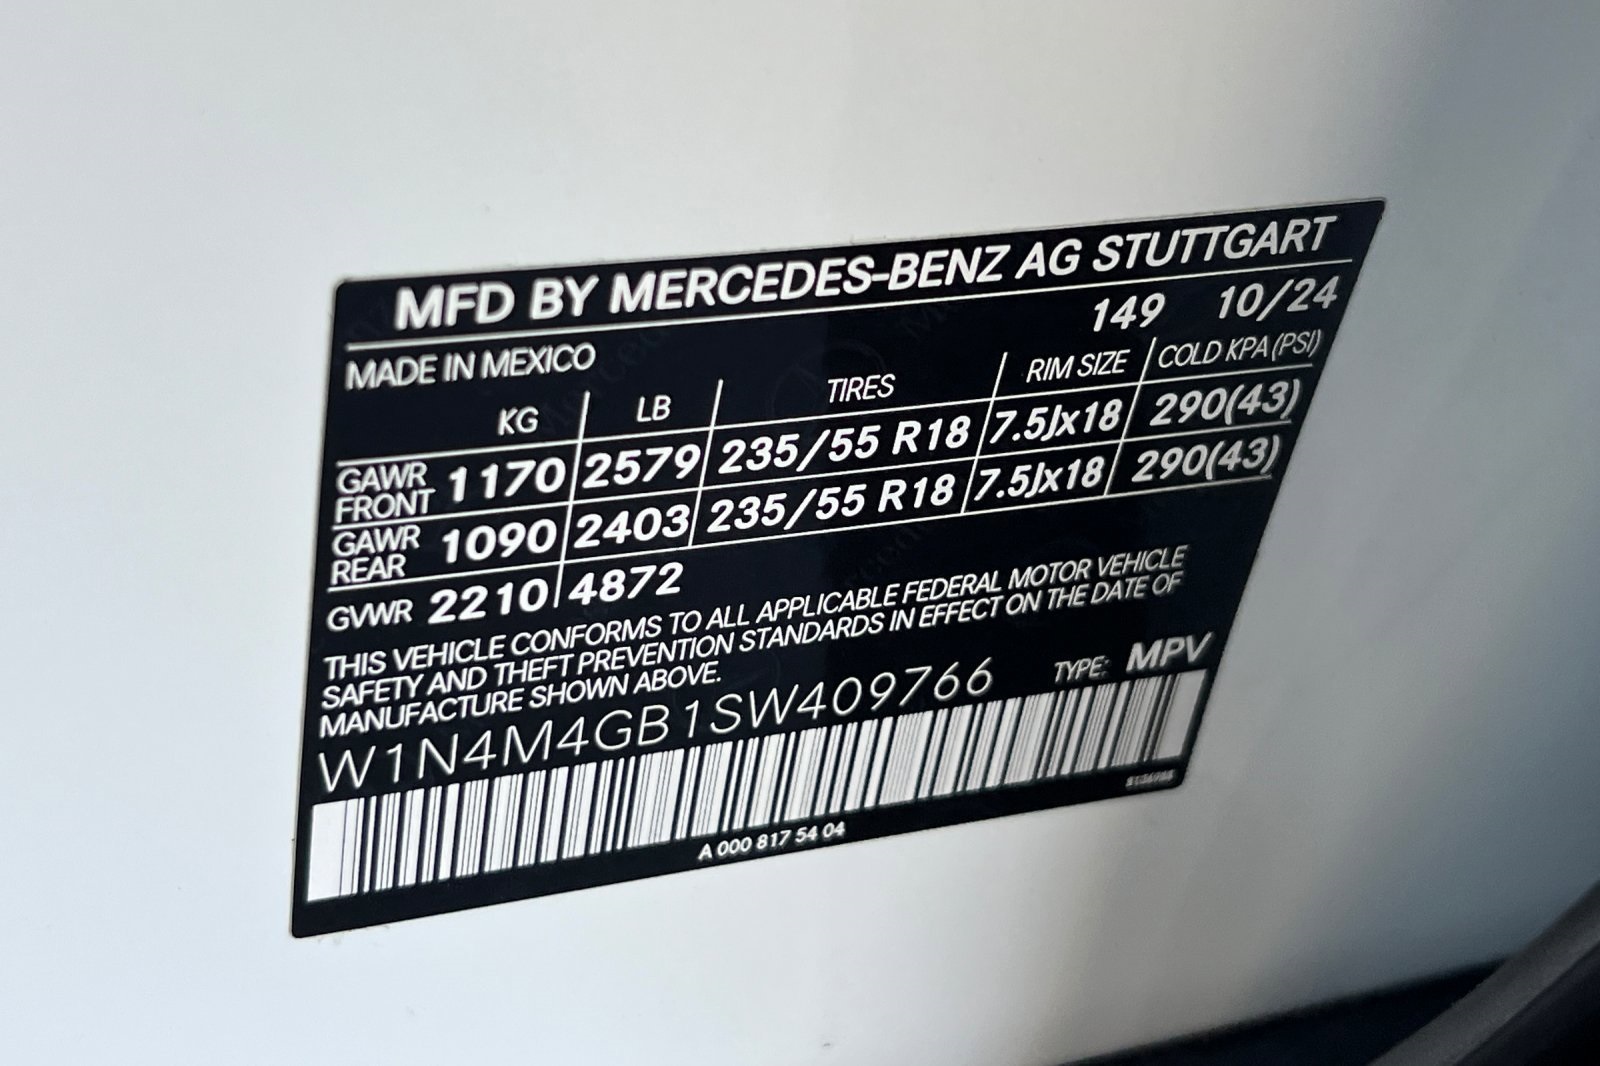 MFD BY MERCEDES-BENZ AG STUTTGART
149 10/24
MADE IN MEXICO
KG LB TIRES RIM SIZE COLD KPA (PSI)
GAWR FRONT 1170 2579 235/55 R18 7.5Jx18 290(43)
GAWR REAR 1090 2403 235/55 R18 7.5Jx18 290(43)
GVWR 2210 4872
THIS VEHICLE CONFORMS TO ALL APPLICABLE FEDERAL MOTOR VEHICLE
SAFETY AND THEFT PREVENTION STANDARDS IN EFFECT ON THE DATE OF
MANUFACTURE SHOWN ABOVE.
W1N4M4GB1SW409766 TYPE: MPV
A 000 817 54 04